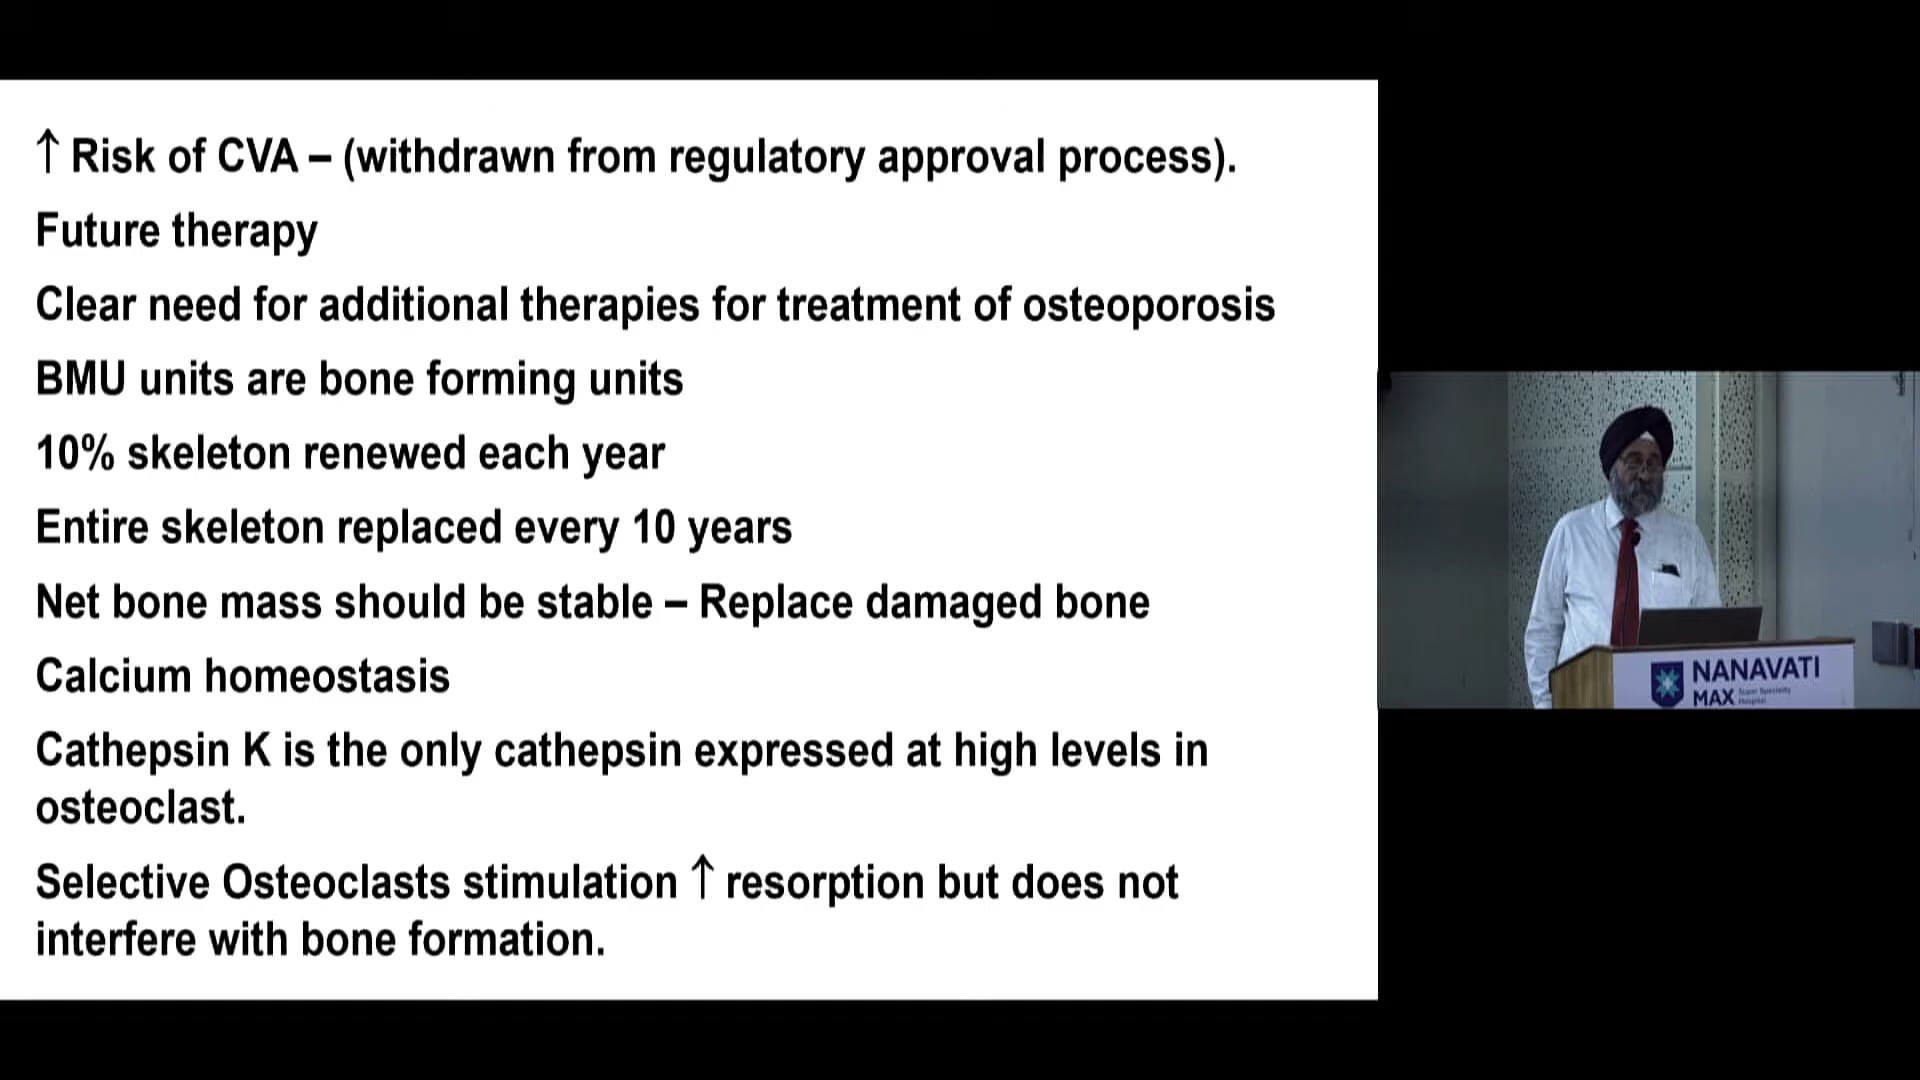 ↑ Risk of CVA – (withdrawn from regulatory approval process).
Future therapy
Clear need for additional therapies for treatment of osteoporosis
BMU units are bone forming units
10% skeleton renewed each year
Entire skeleton replaced every 10 years
Net bone mass should be stable – Replace damaged bone
Calcium homeostasis
Cathepsin K is the only cathepsin expressed at high levels in
osteoclast.
Selective Osteoclasts stimulation ↑ resorption but does not
interfere with bone formation.
NANAVATI
MAX Super Speciality
Hospital